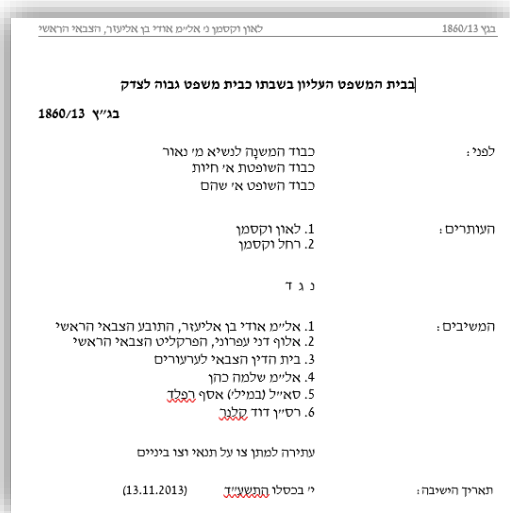 בגץ 1860/13 לאון וקסמן נ׳ אל״מ אודי בן אליעזר, הצבאי הראשי
בבית המשפט העליון בשבתו כבית משפט גבוה לצדק
בג״ץ 1860/13
לפני: כבוד המשנָה לנשיא מ׳ נאור
כבוד השופטת א׳ חיות
כבוד השופט א׳ שהם
העותרים: 1. לאון וקסמן
2. רחל וקסמן
נ ג ד
המשיבים: 1. אל״מ אודי בן אליעזר, התובע הצבאי הראשי
2. אלוף דני עפרוני, הפרקליט הצבאי הראשי
3. בית הדין הצבאי לערעורים
4. אל״מ שלמה כהן
5. סא״ל (במיל׳) אסף רפלד
6. רס״ן דוד קלנר
עתירה למתן צו על תנאי וצו ביניים
תאריך הישיבה: י׳ בכסלו התשע״ד (13.11.2013)